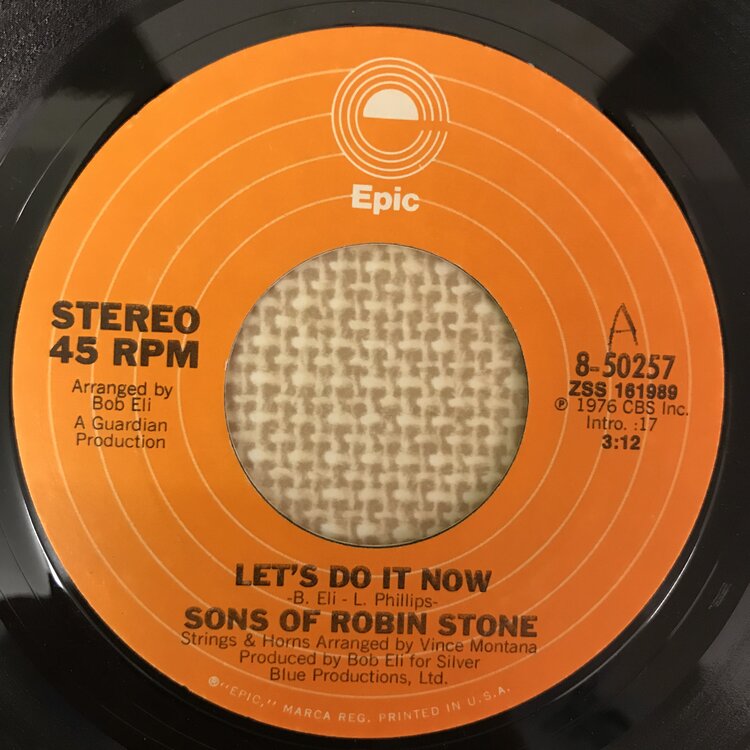 Epic
STEREO
45 RPM
Arranged by
Bob Eli
A Guardian
Production
A
8-50257
ZSS 161989
℗ 1976 CBS Inc.
Intro. :17
3:12
LET'S DO IT NOW
-B. Eli - L. Phillips-
SONS OF ROBIN STONE
Strings & Horns Arranged by Vince Montana
Produced by Bob Eli for Silver
Blue Productions, Ltd.
®"EPIC," MARCA REG. PRINTED IN U.S.A.